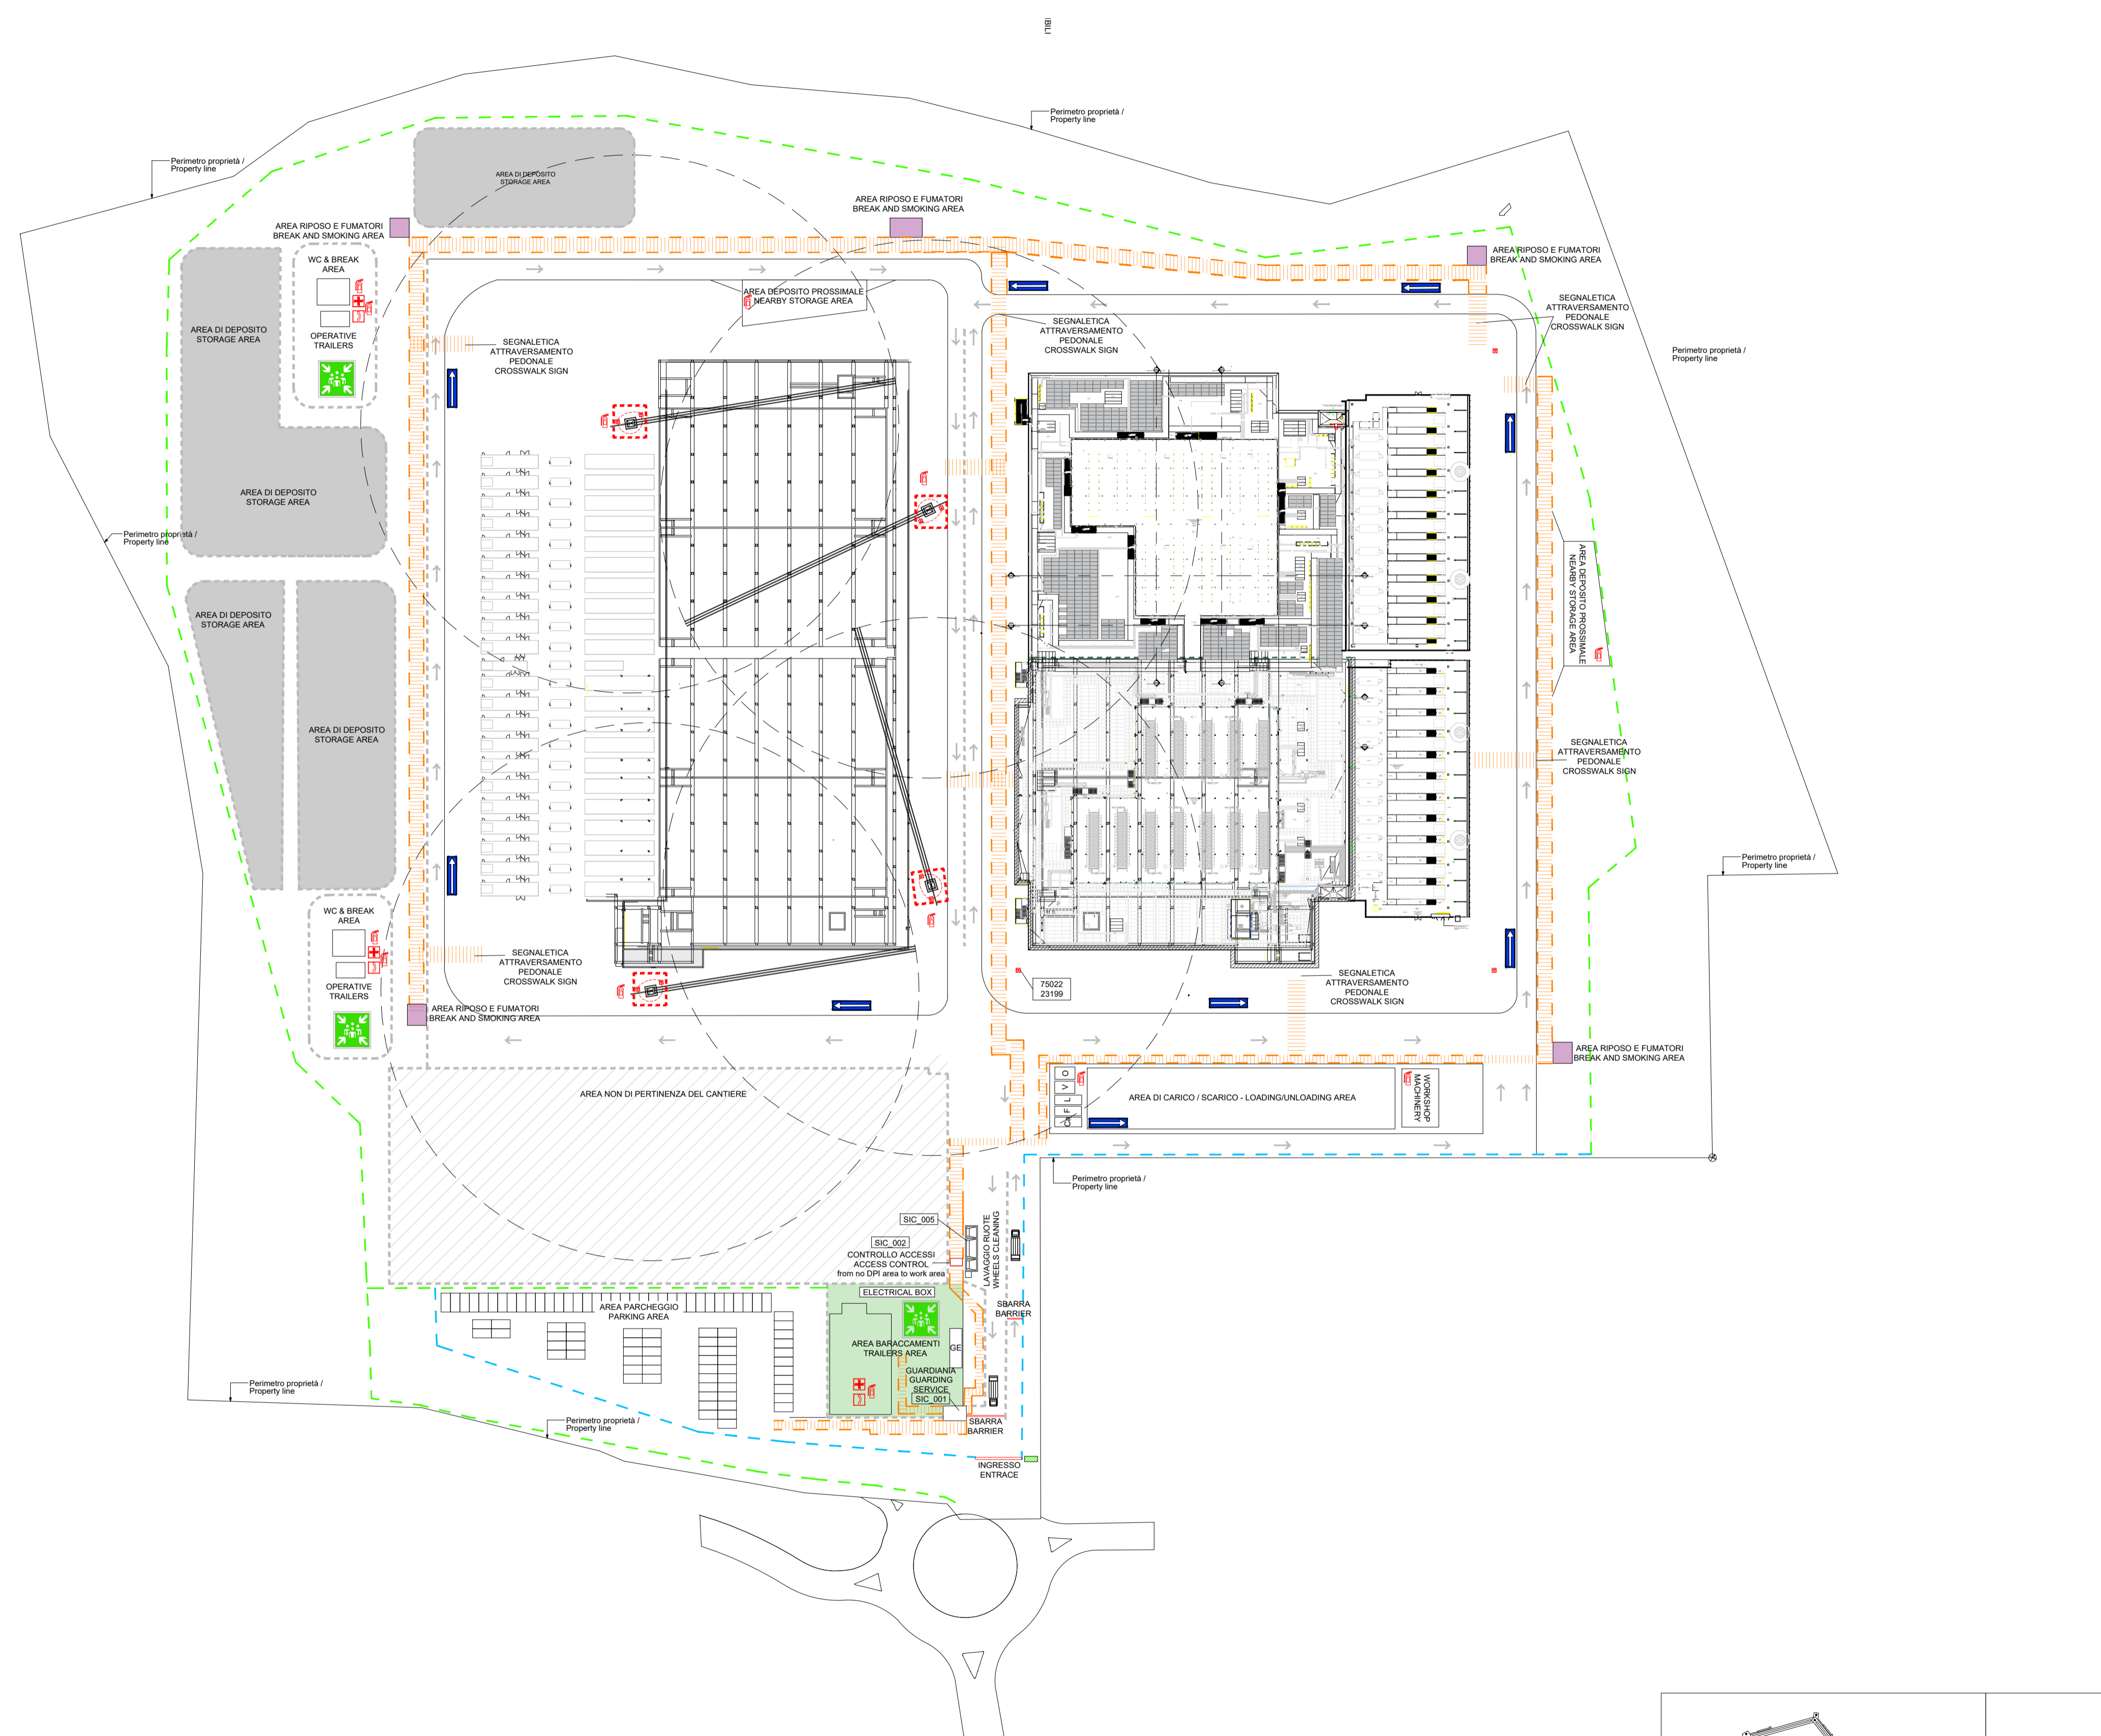 Perimetro proprietà /
Property line
Perimetro proprietà /
Property line
AREA DI DEPOSITO
STORAGE AREA
AREA RIPOSO E FUMATORI
BREAK AND SMOKING AREA
AREA RIPOSO E FUMATORI
BREAK AND SMOKING AREA
AREA RIPOSO E FUMATORI
BREAK AND SMOKING AREA
WC & BREAK
AREA
OPERATIVE
TRAILERS
AREA DEPOSITO PROSSIMALE
NEARBY STORAGE AREA
SEGNALETICA
ATTRAVERSAMENTO
PEDONALE
CROSSWALK SIGN
SEGNALETICA
ATTRAVERSAMENTO
PEDONALE
CROSSWALK SIGN
SEGNALETICA
ATTRAVERSAMENTO
PEDONALE
CROSSWALK SIGN
Perimetro proprietà /
Property line
AREA DI DEPOSITO
STORAGE AREA
AREA DI DEPOSITO
STORAGE AREA
Perimetro proprietà /
Property line
AREA DI DEPOSITO
STORAGE AREA
AREA DI DEPOSITO
STORAGE AREA
AREA DEPOSITO PROSSIMALE
NEARBY STORAGE AREA
SEGNALETICA
ATTRAVERSAMENTO
PEDONALE
CROSSWALK SIGN
Perimetro proprietà /
Property line
WC & BREAK
AREA
OPERATIVE
TRAILERS
SEGNALETICA
ATTRAVERSAMENTO
PEDONALE
CROSSWALK SIGN
AREA RIPOSO E FUMATORI
BREAK AND SMOKING AREA
75022
23199
SEGNALETICA
ATTRAVERSAMENTO
PEDONALE
CROSSWALK SIGN
AREA RIPOSO E FUMATORI
BREAK AND SMOKING AREA
AREA NON DI PERTINENZA DEL CANTIERE
O
V
L
F
AREA DI CARICO / SCARICO - LOADING/UNLOADING AREA
WORKSHOP
MACHINERY
Perimetro proprietà /
Property line
SIC_005
SIC_002
CONTROLLO ACCESSI
ACCESS CONTROL
from no DPI area to work area
LAVAGGIO RUOTE
WHEELS CLEANING
ELECTRICAL BOX
SBARRA
BARRIER
AREA PARCHEGGIO
PARKING AREA
AREA BARACCAMENTI
TRAILERS AREA
GE
GUARDIANIA
GUARDING
SERVICE
SIC_001
SBARRA
BARRIER
Perimetro proprietà /
Property line
Perimetro proprietà /
Property line
INGRESSO
ENTRACE